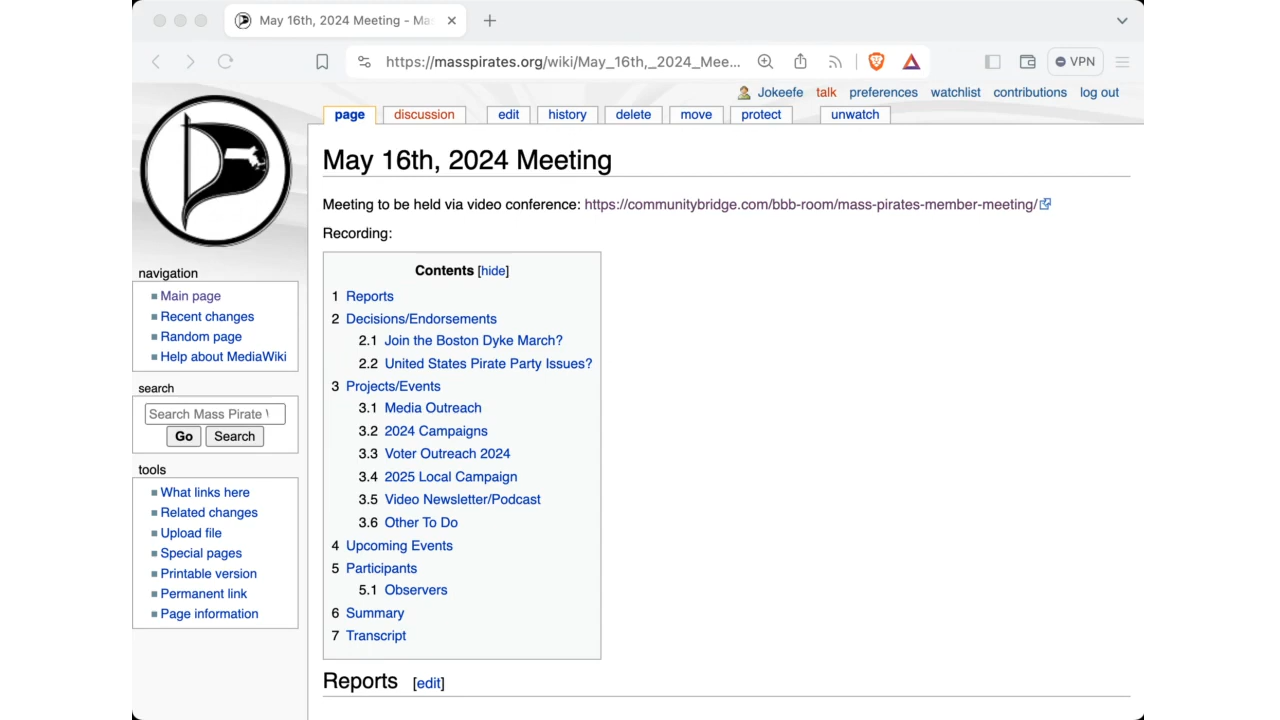 May 16th, 2024 Meeting - Mas
https://masspirates.org/wiki/May_16th,_2024_Mee...
VPN
Jokeefe talk preferences watchlist contributions log out
page discussion edit history delete move protect unwatch
May 16th, 2024 Meeting
Meeting to be held via video conference: https://communitybridge.com/bbb-room/mass-pirates-member-meeting/
Recording:
Contents [hide]
1 Reports
2 Decisions/Endorsements
2.1 Join the Boston Dyke March?
2.2 United States Pirate Party Issues?
3 Projects/Events
3.1 Media Outreach
3.2 2024 Campaigns
3.3 Voter Outreach 2024
3.4 2025 Local Campaign
3.5 Video Newsletter/Podcast
3.6 Other To Do
4 Upcoming Events
5 Participants
5.1 Observers
6 Summary
7 Transcript
Reports [edit]
navigation
Main page
Recent changes
Random page
Help about MediaWiki
search
Search Mass Pirate
Go Search
tools
What links here
Related changes
Upload file
Special pages
Printable version
Permanent link
Page information